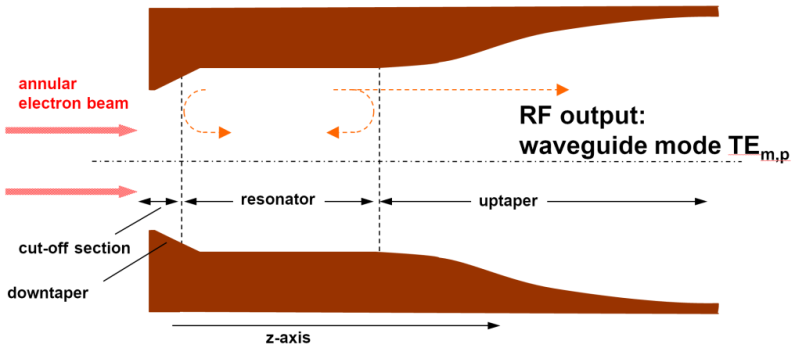 annular
electron beam
RF output:
waveguide mode TEm,p
resonator
uptaper
cut-off section
downtaper
z-axis